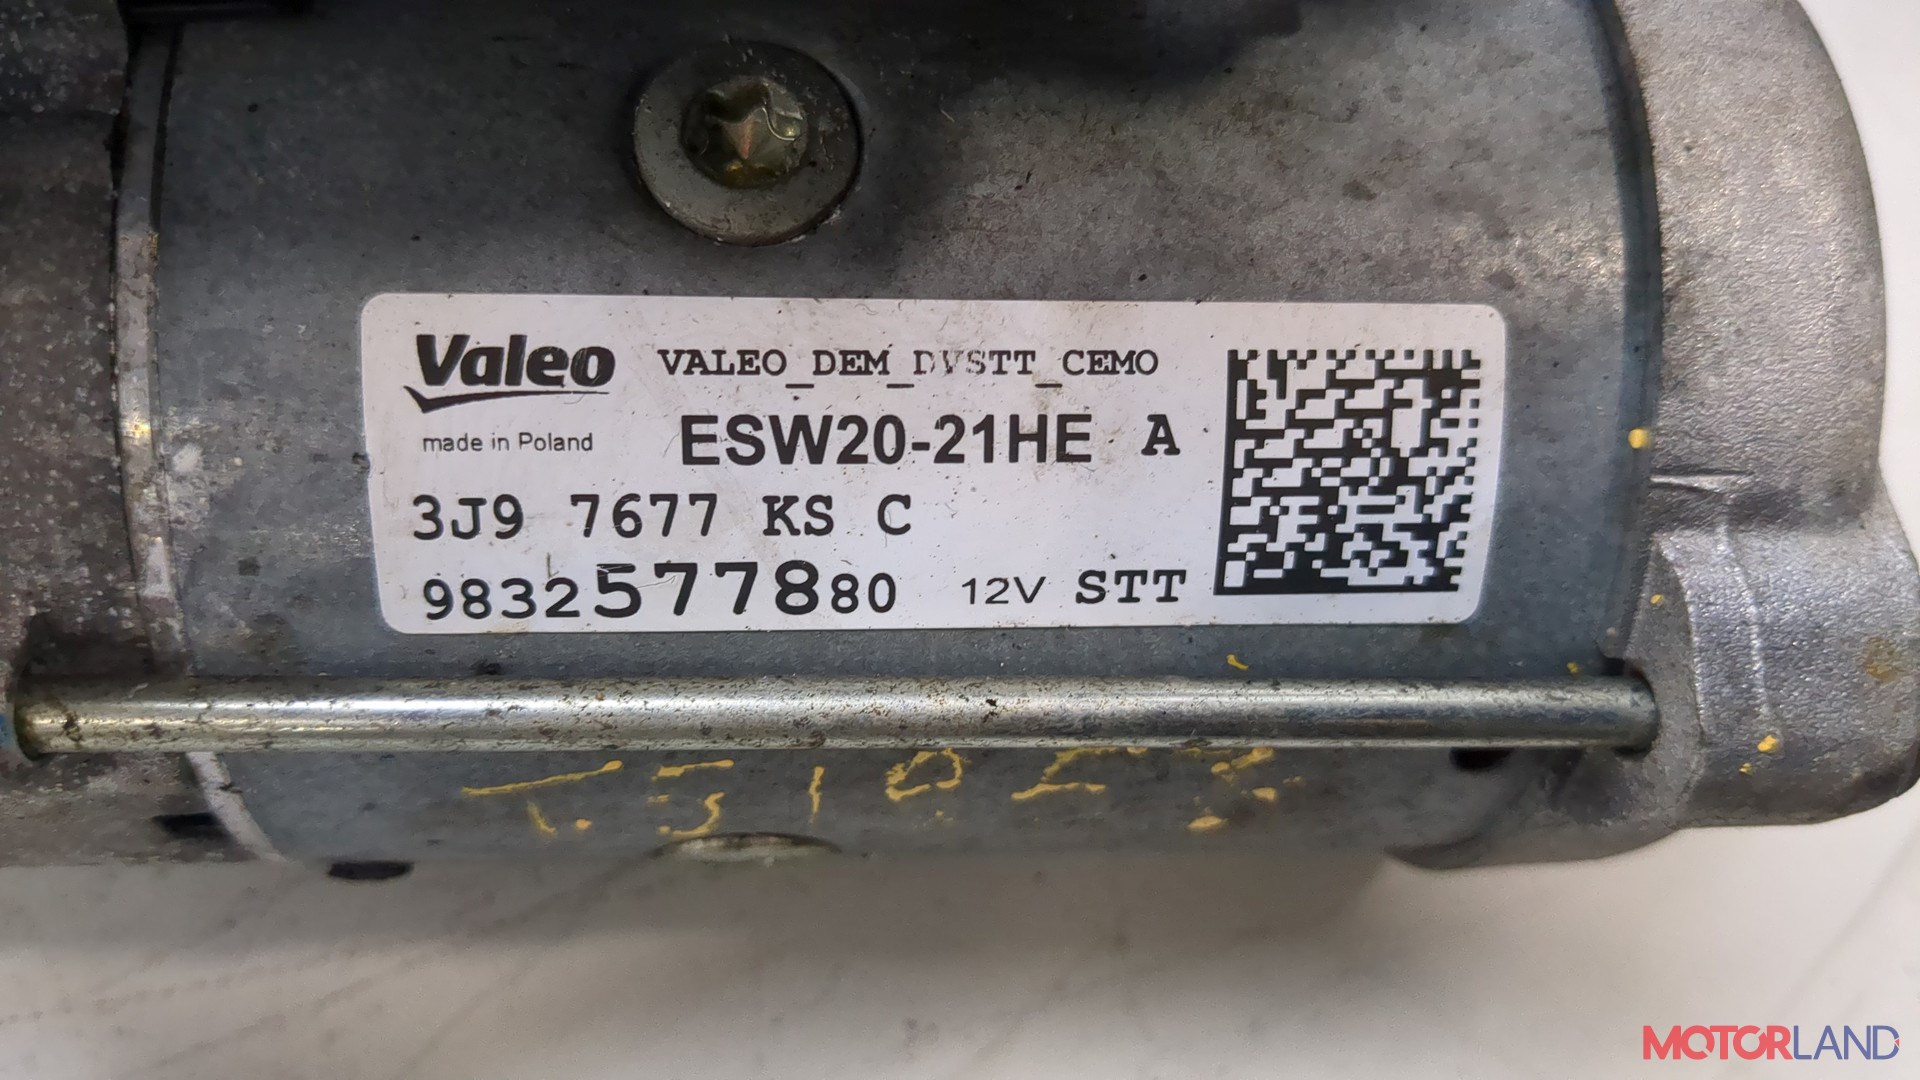 Valeo VALEO_DEM_DVSTT_CEMO
made in Poland ESW20-21HE A
3J9 7677 KS C
9832577880 12V STT
MOTORLAND